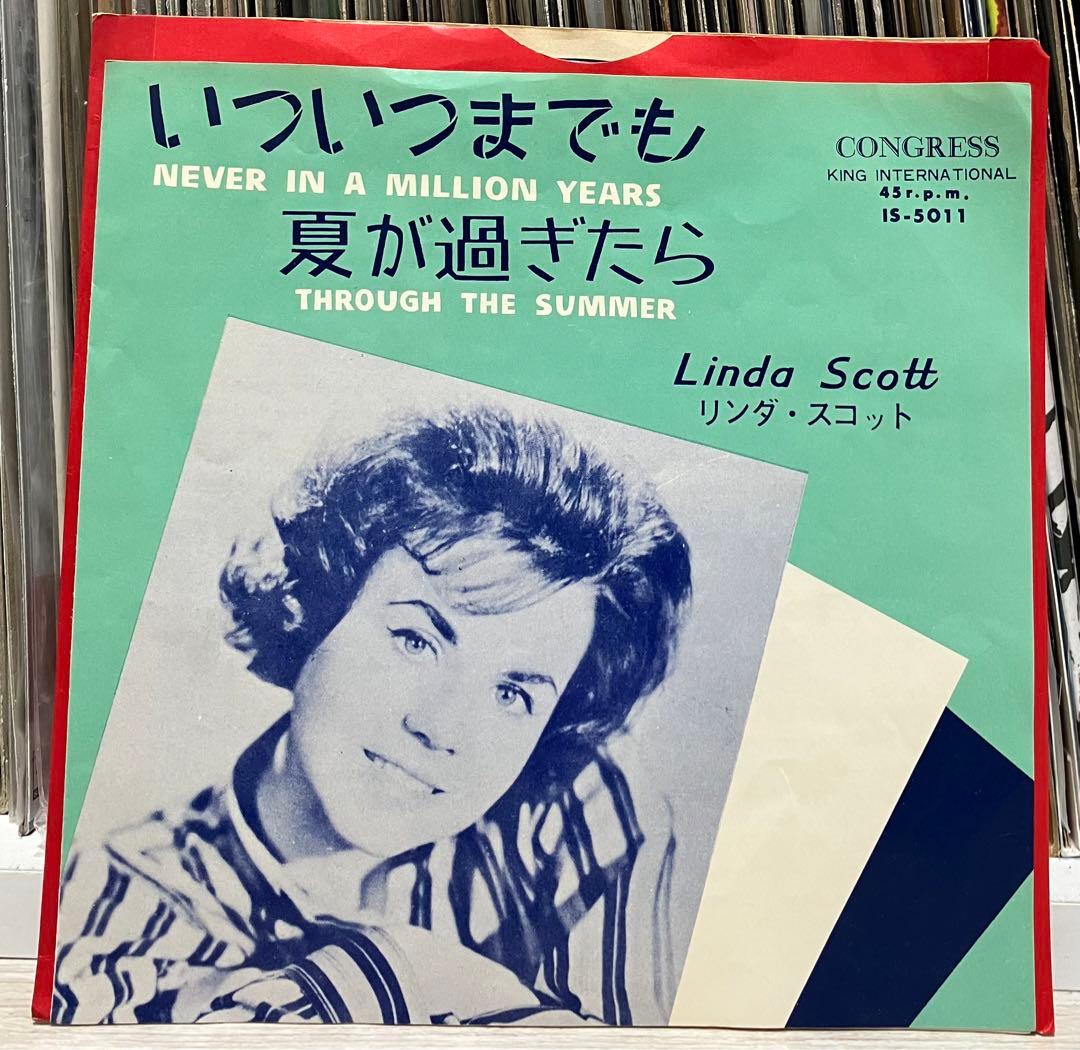 いついつまでも
NEVER IN A MILLION YEARS
夏が過ぎたら
THROUGH THE SUMMER
CONGRESS
KING INTERNATIONAL
45 r.p.m.
IS-5011
Linda Scott
リンダ・スコット